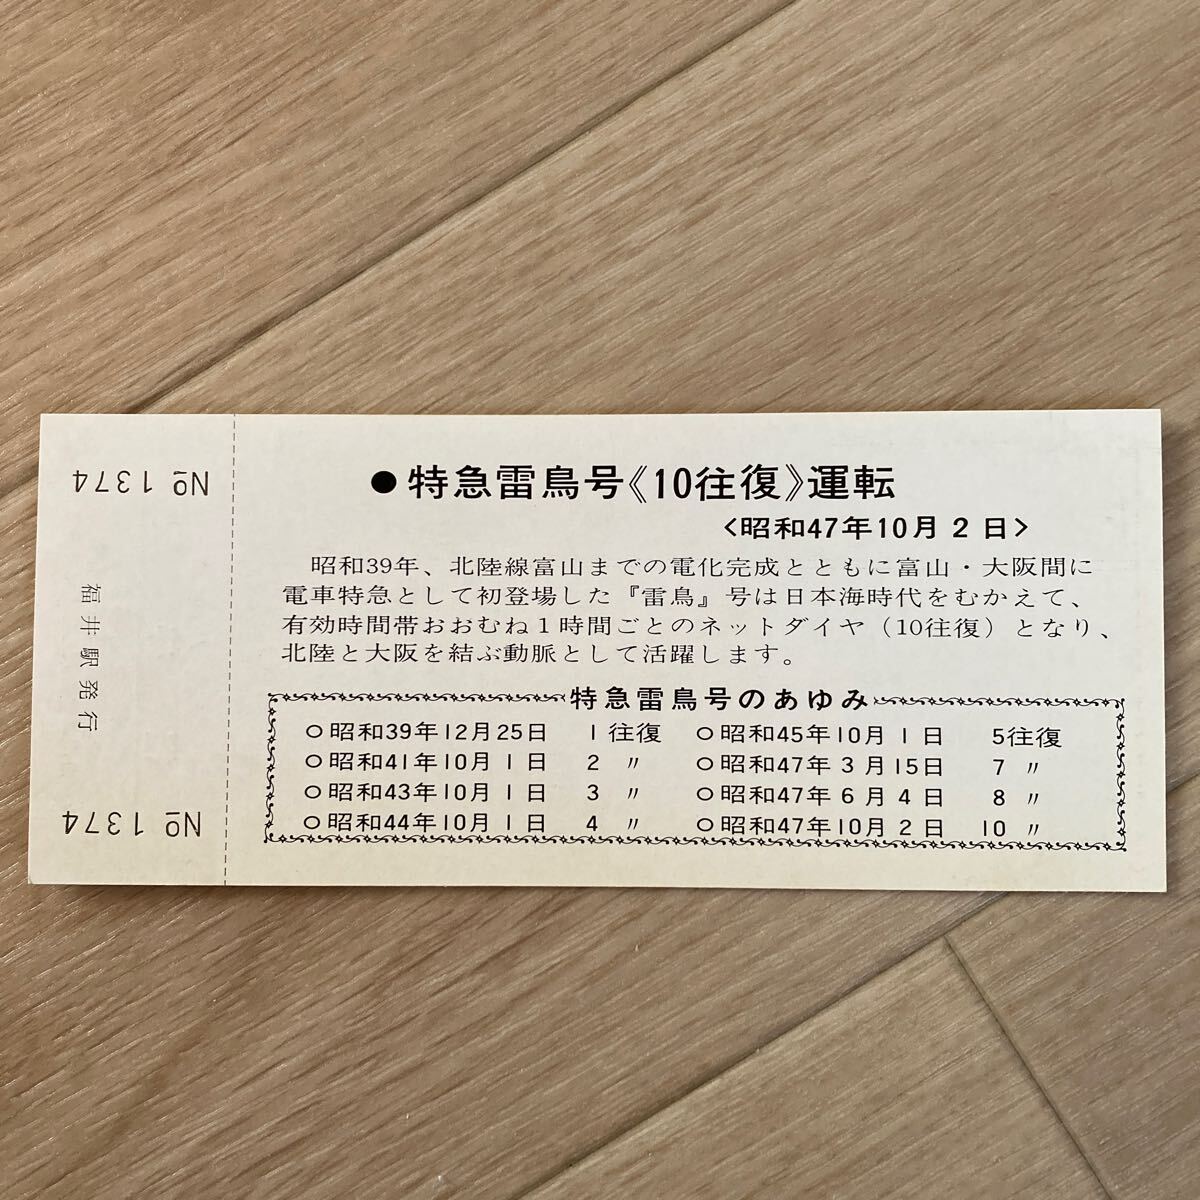 ●特急雷鳥号《10往復》運転
<昭和47年10月2日>
昭和39年、北陸線富山までの電化完成とともに富山・大阪間に
電車特急として初登場した『雷鳥』号は日本海時代をむかえて、
有効時間帯おおむね1時間ごとのネットダイヤ(10往復)となり、
北陸と大阪を結ぶ動脈として活躍します。
特急雷鳥号のあゆみ
○昭和39年12月25日 1往復 ○昭和45年10月1日 5往復
○昭和41年10月1日 2 〃 ○昭和47年3月15日 7 〃
○昭和43年10月1日 3 〃 ○昭和47年6月4日 8 〃
○昭和44年10月1日 4 〃 ○昭和47年10月2日 10 〃
№ 1374
福井駅発行
№ 1374